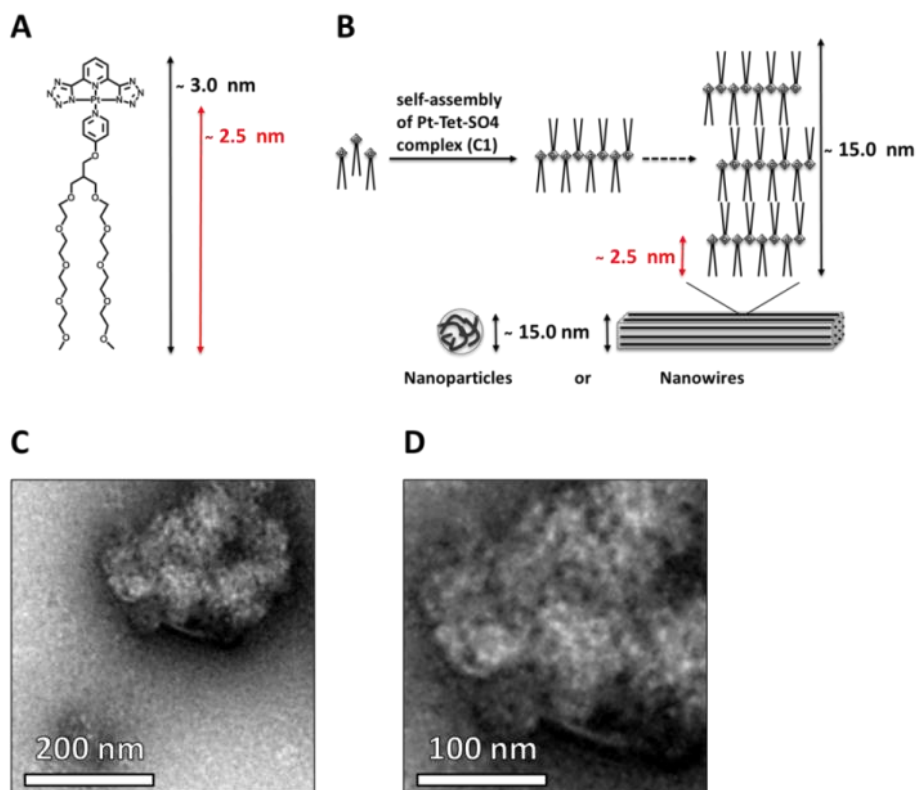 A
N
N
N
N
N
N
N
N
N
Pt
N
O
O
O
O
O
O
O
O
O
~ 3.0 nm
~ 2.5 nm
B
self-assembly
of Pt-Tet-SO4
complex (C1)
~ 15.0 nm
~ 2.5 nm
~ 15.0 nm
Nanoparticles or Nanowires
C
D
200 nm
100 nm